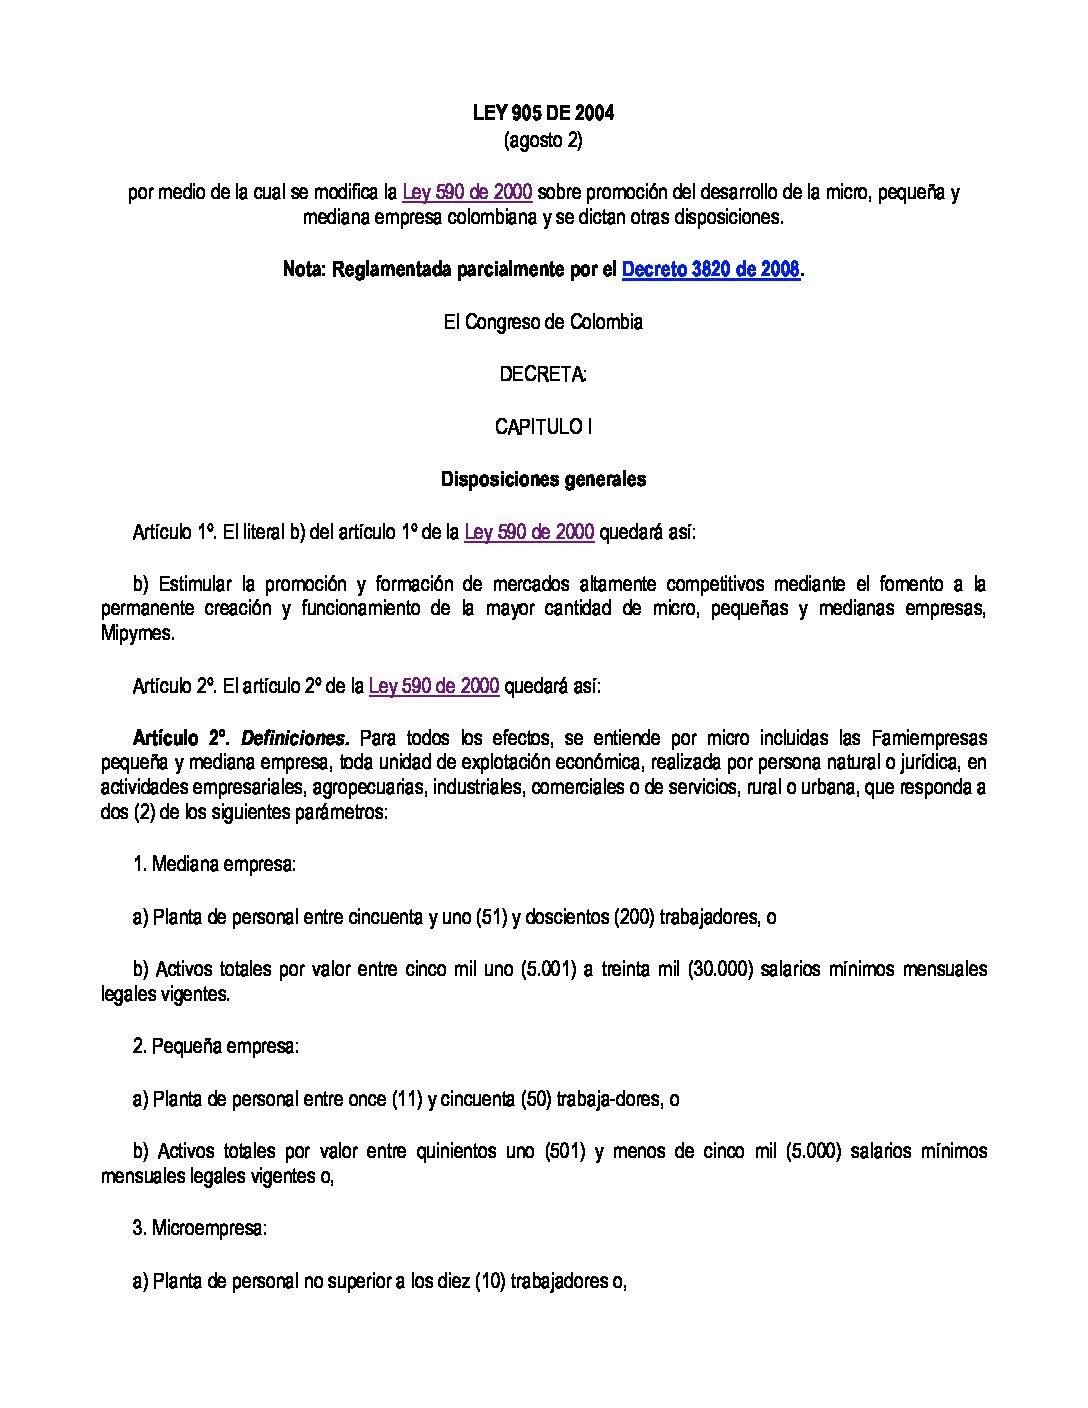 LEY 905 DE 2004
(agosto 2)
por medio de la cual se modifica la Ley 590 de 2000 sobre promoción del desarrollo de la micro, pequeña y
mediana empresa colombiana y se dictan otras disposiciones.
Nota: Reglamentada parcialmente por el Decreto 3820 de 2008.
El Congreso de Colombia
DECRETA:
CAPITULO I
Disposiciones generales
Artículo 1º. El literal b) del artículo 1º de la Ley 590 de 2000 quedará así:
b) Estimular la promoción y formación de mercados altamente competitivos mediante el fomento a la
permanente creación y funcionamiento de la mayor cantidad de micro, pequeñas y medianas empresas,
Mipymes.
Artículo 2º. El artículo 2º de la Ley 590 de 2000 quedará así:
Artículo 2º. Definiciones. Para todos los efectos, se entiende por micro incluidas las Famiempresas
pequeña y mediana empresa, toda unidad de explotación económica, realizada por persona natural o jurídica, en
actividades empresariales, agropecuarias, industriales, comerciales o de servicios, rural o urbana, que responda a
dos (2) de los siguientes parámetros:
1. Mediana empresa:
a) Planta de personal entre cincuenta y uno (51) y doscientos (200) trabajadores, o
b) Activos totales por valor entre cinco mil uno (5.001) a treinta mil (30.000) salarios mínimos mensuales
legales vigentes.
2. Pequeña empresa:
a) Planta de personal entre once (11) y cincuenta (50) trabaja-dores, o
b) Activos totales por valor entre quinientos uno (501) y menos de cinco mil (5.000) salarios mínimos
mensuales legales vigentes o,
3. Microempresa:
a) Planta de personal no superior a los diez (10) trabajadores o,